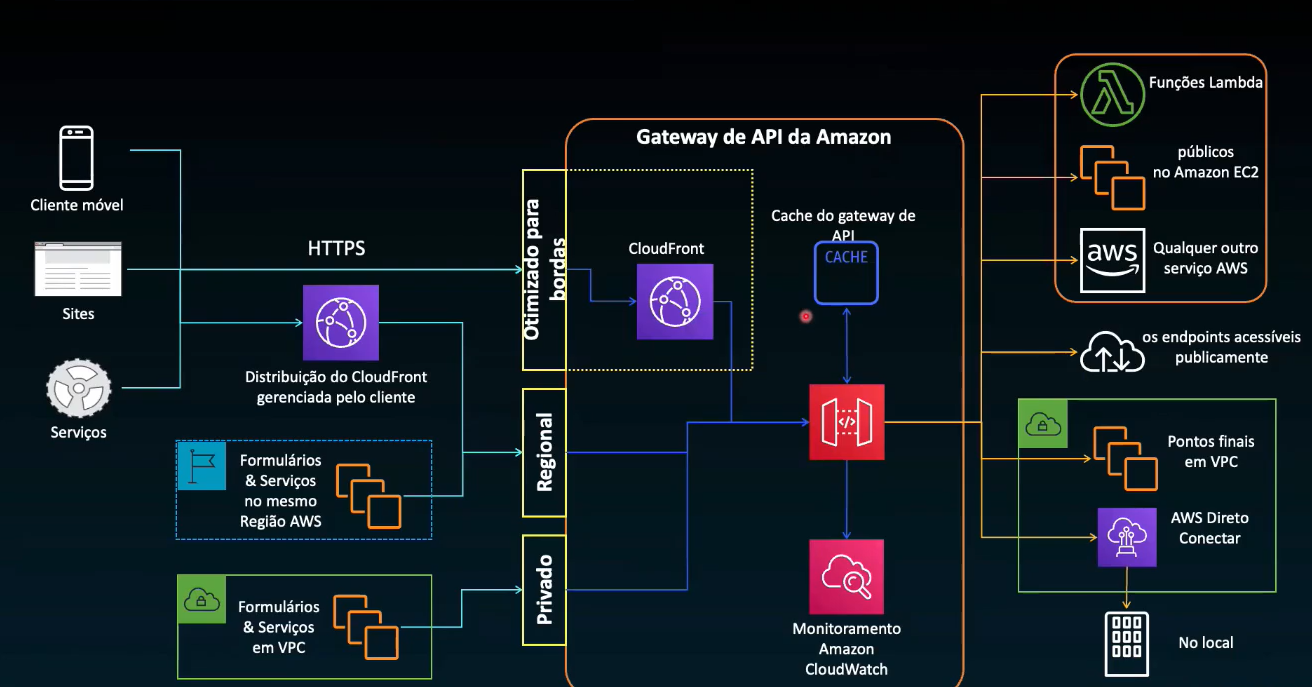 Gateway de API da Amazon
Cliente móvel
Sites
Serviços
HTTPS
Distribuição do CloudFront
gerenciada pelo cliente
Formulários
& Serviços
no mesmo
Região AWS
Formulários
& Serviços
em VPC
Otimizado para
bordas
Regional
Privado
CloudFront
Cache do gateway de
API
CACHE
</>
Monitoramento
Amazon
CloudWatch
Funções Lambda
públicos
no Amazon EC2
aws
Qualquer outro
serviço AWS
os endpoints acessíveis
publicamente
Pontos finais
em VPC
AWS Direto
Conectar
No local